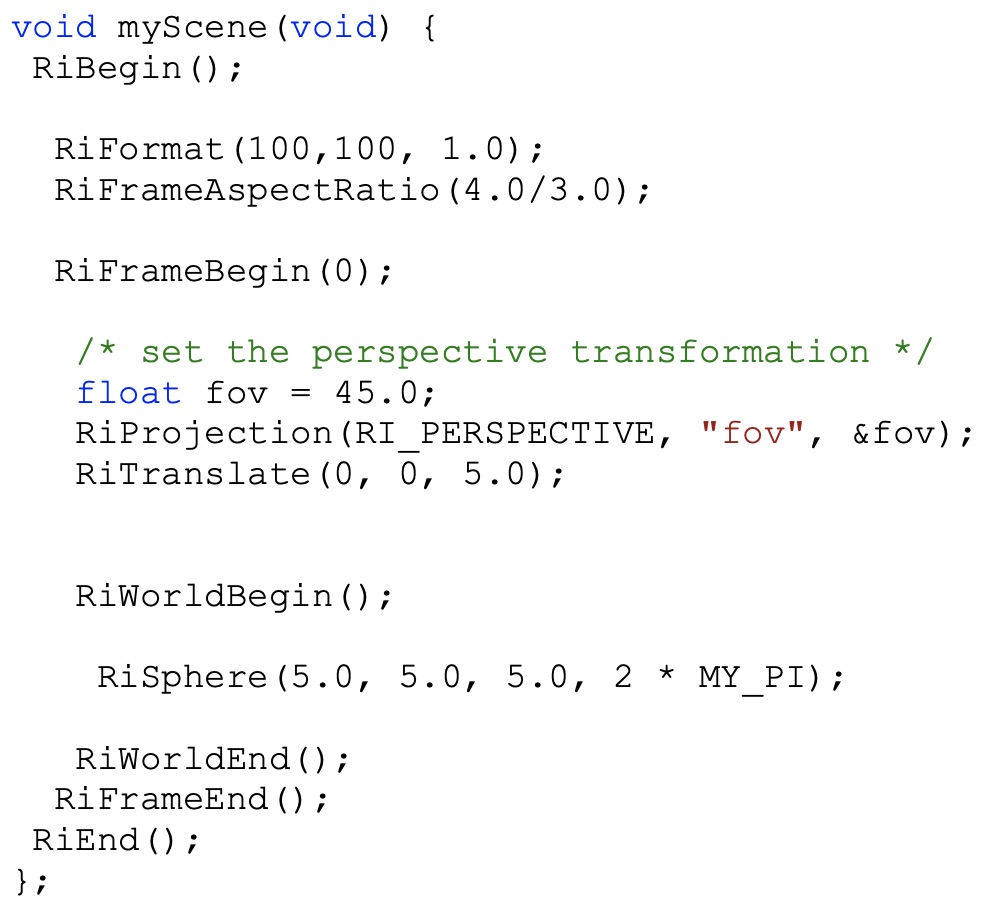 void myScene(void) {
RiBegin();
RiFormat(100,100, 1.0);
RiFrameAspectRatio(4.0/3.0);
RiFrameBegin(0);
/* set the perspective transformation */
float fov = 45.0;
RiProjection(RI_PERSPECTIVE, "fov", &fov);
RiTranslate(0, 0, 5.0);
RiWorldBegin();
RiSphere(5.0, 5.0, 5.0, 2 * MY_PI);
RiWorldEnd();
RiFrameEnd();
RiEnd();
};